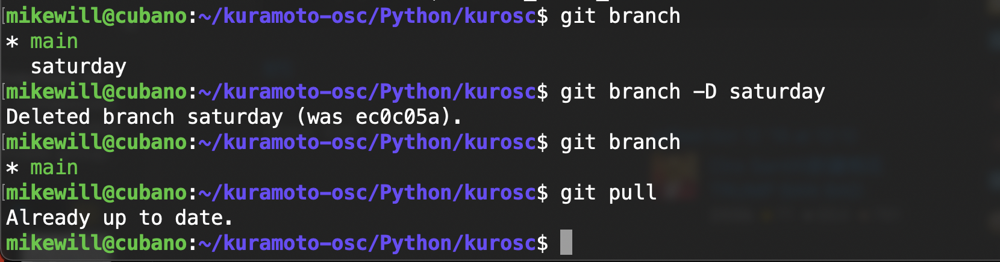 mikewill@cubano:~/kuramoto-osc/Python/kurosc$ git branch
* main
  saturday
mikewill@cubano:~/kuramoto-osc/Python/kurosc$ git branch -D saturday
Deleted branch saturday (was ec0c05a).
mikewill@cubano:~/kuramoto-osc/Python/kurosc$ git branch
* main
mikewill@cubano:~/kuramoto-osc/Python/kurosc$ git pull
Already up to date.
mikewill@cubano:~/kuramoto-osc/Python/kurosc$